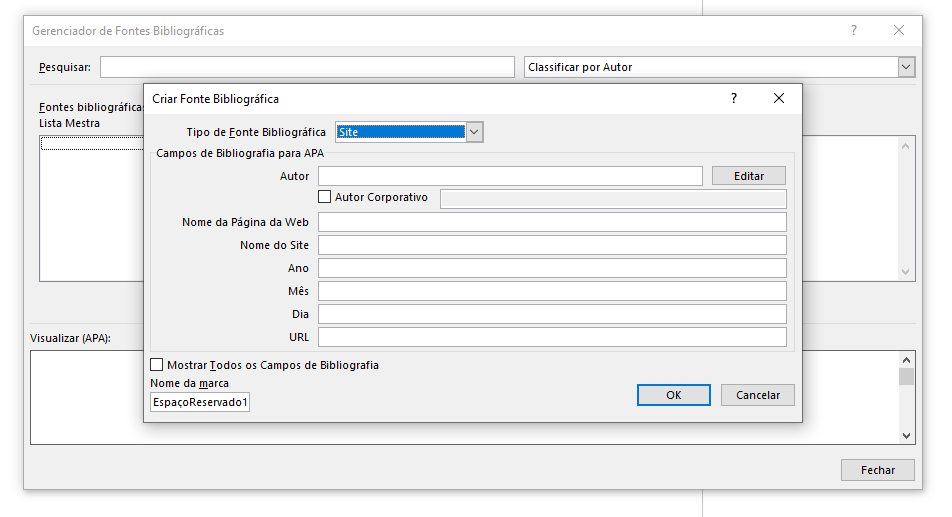 Gerenciador de Fontes Bibliográficas
?
Pesquisar:
Classificar por Autor
Fontes bibliográficas
Lista Mestra
Criar Fonte Bibliográfica
?
Tipo de Fonte Bibliográfica
Site
Campos de Bibliografia para APA
Autor
Editar
Autor Corporativo
Nome da Página da Web
Nome do Site
Ano
Mês
Dia
URL
Mostrar Todos os Campos de Bibliografia
Nome da marca
EspaçoReservado1
OK
Cancelar
Visualizar (APA):
Fechar